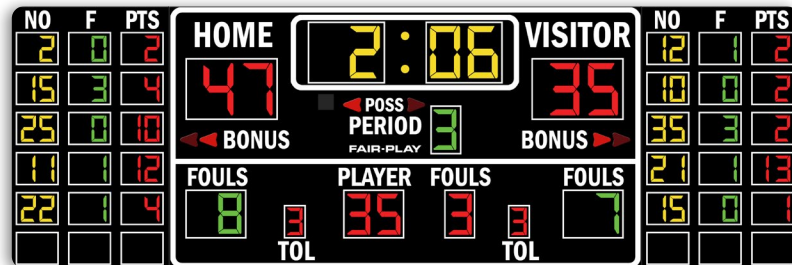 NO F PTS
2 0 2
15 3 4
25 0 10
11 1 12
22 1 4
HOME 2:06 VISITOR
47 35
POSS
PERIOD 3
FAIR-PLAY
BONUS BONUS
FOULS PLAYER FOULS FOULS
8 3 35 3 3 7
TOL TOL
NO F PTS
12 1 2
10 0 2
35 3 2
21 1 13
15 0 1